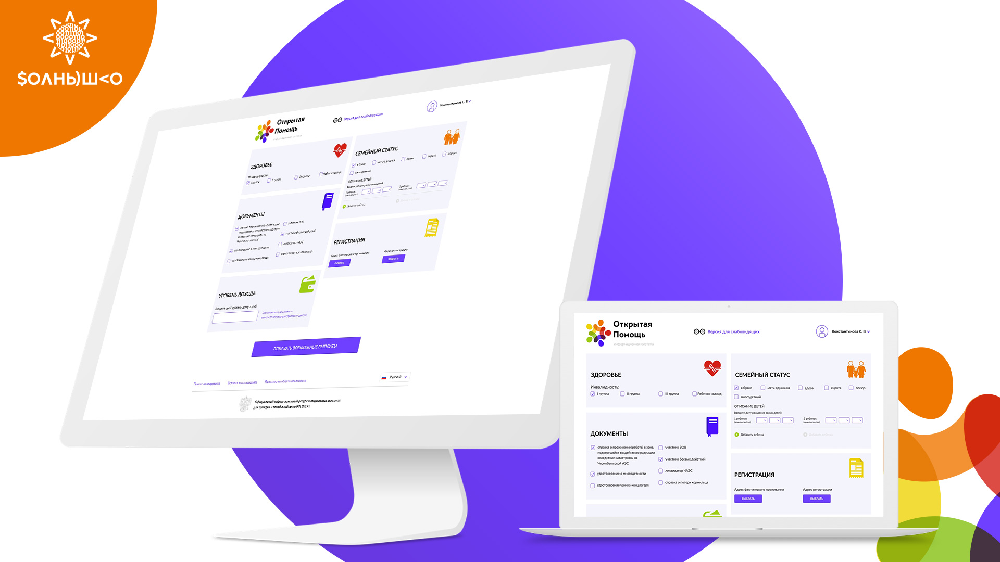 $ОЛНЫШ<О
Открытая
Помощь
информационная система
Версия для слабовидящих
Константинова С. В
ЗДОРОВЬЕ
Инвалидность:
I группа
II группа
III группа
Ребенок ивалид
СЕМЕЙНЫЙ СТАТУС
в браке
мать-одиночка
вдова
сирота
опекун
многодетный
ОПИСАНИЕ ДЕТЕЙ
Введите дату рождения своих детей:
1 ребенок
(день/месяц/год)
2 ребенок
(день/месяц/год)
Добавить ребенка
Добавить ребенка
ДОКУМЕНТЫ
справка о проживании(работе) в зоне,
подвергшейся воздействию радиации
вследствие катастрофы на
Чернобыльской АЭС
удостоверение о многодетности
удостоверение узника-концлагеря
участник ВОВ
участник боевых действий
ликвидатор ЧАЭС
справка о потери кормильца
РЕГИСТРАЦИЯ
Адрес фактического проживания
ВЫБРАТЬ
Адрес регистрации
ВЫБРАТЬ
УРОВЕНЬ ДОХОДА
Введите свой уровень дохода, руб.
Описание методик расчета
на определение среднедушевого дохода
ПОКАЗАТЬ ВОЗМОЖНЫЕ ВЫПЛАТЫ
Помощь и поддержка
Условия использования
Политика конфиденциальности
Русский
Официальный информационный ресурс о социальных выплатах
для граждан и семей в субъекте РФ, 2019 г.
Открытая
Помощь
информационная система
Версия для слабовидящих
Константинова С. В
ЗДОРОВЬЕ
Инвалидность:
I группа
II группа
III группа
Ребенок ивалид
СЕМЕЙНЫЙ СТАТУС
в браке
мать-одиночка
вдова
сирота
опекун
многодетный
ОПИСАНИЕ ДЕТЕЙ
Введите дату рождения своих детей:
1 ребенок
(день/месяц/год)
2 ребенок
(день/месяц/год)
Добавить ребенка
Добавить ребенка
ДОКУМЕНТЫ
справка о проживании(работе) в зоне,
подвергшейся воздействию радиации
вследствие катастрофы на
Чернобыльской АЭС
удостоверение о многодетности
удостоверение узника-концлагеря
участник ВОВ
участник боевых действий
ликвидатор ЧАЭС
справка о потери кормильца
РЕГИСТРАЦИЯ
Адрес фактического проживания
ВЫБРАТЬ
Адрес регистрации
ВЫБРАТЬ